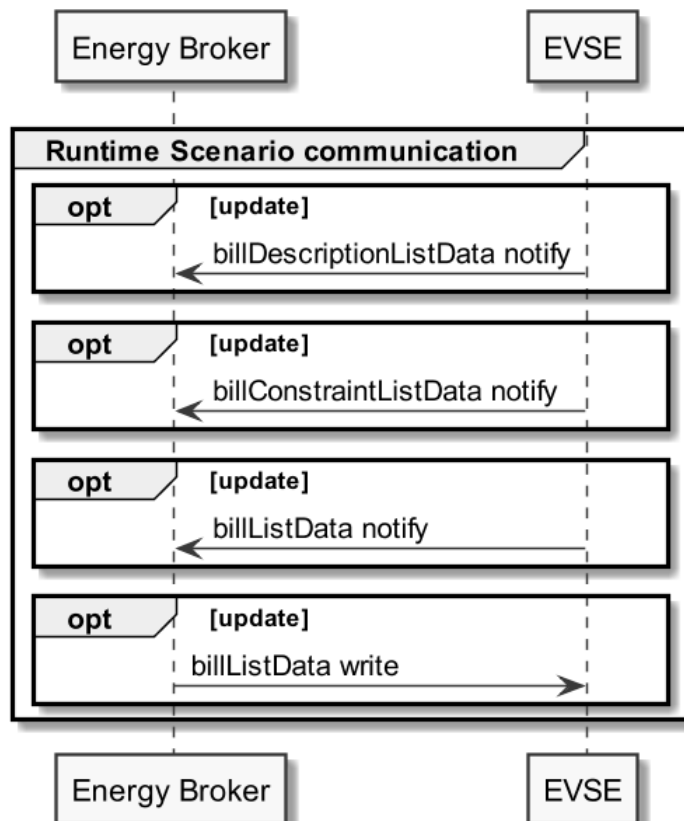 Energy Broker EVSE
Runtime Scenario communication
opt [update]
billDescriptionListData notify
opt [update]
billConstraintListData notify
opt [update]
billListData notify
opt [update]
billListData write
Energy Broker EVSE